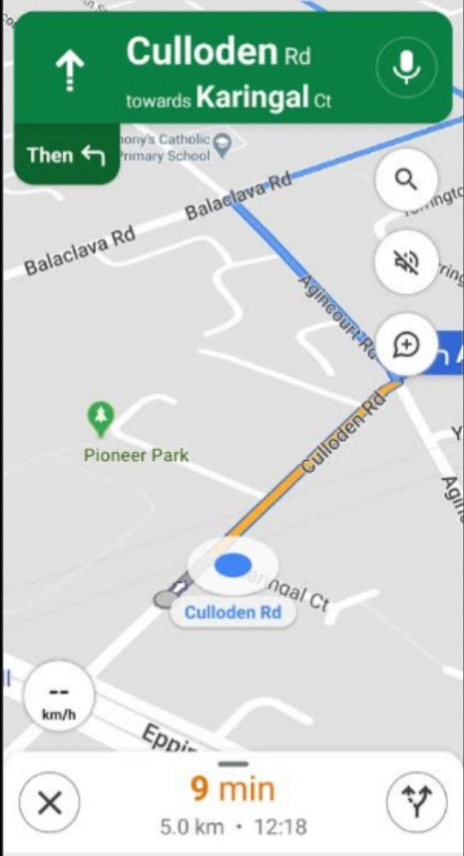 Culloden Rd
towards Karingal Ct
Then
Catholic
Primary School
Balaclava Rd
Balaclava Rd
Agincourt Rd
Culloden Rd
Pioneer Park
Ct
Culloden Rd
--
km/h
9 min
5.0 km • 12:18